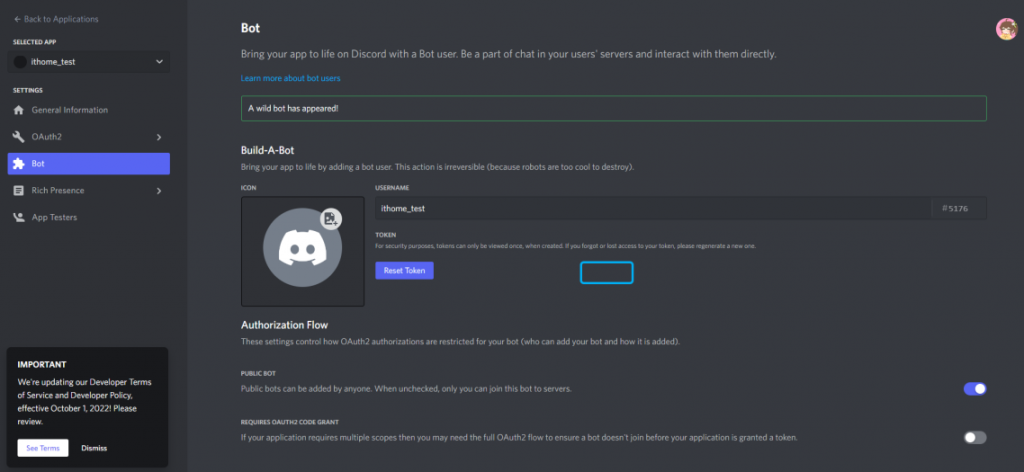 ← Back to Applications
SELECTED APP
ithome_test
SETTINGS
General Information
OAuth2
Bot
Rich Presence
App Testers
IMPORTANT
We're updating our Developer Terms
of Service and Developer Policy,
effective October 1, 2022! Please
review.
See Terms
Dismiss
Bot
Bring your app to life on Discord with a Bot user. Be a part of chat in your users' servers and interact with them directly.
Learn more about bot users
A wild bot has appeared!
Build-A-Bot
Bring your app to life by adding a bot user. This action is irreversible (because robots are too cool to destroy).
ICON
USERNAME
ithome_test
#5176
TOKEN
For security purposes, tokens can only be viewed once, when created. If you forgot or lost access to your token, please regenerate a new one.
Reset Token
Authorization Flow
These settings control how OAuth2 authorizations are restricted for your bot (who can add your bot and how it is added).
PUBLIC BOT
Public bots can be added by anyone. When unchecked, only you can join this bot to servers.
REQUIRES OAUTH2 CODE GRANT
If your application requires multiple scopes then you may need the full OAuth2 flow to ensure a bot doesn't join before your application is granted a token.